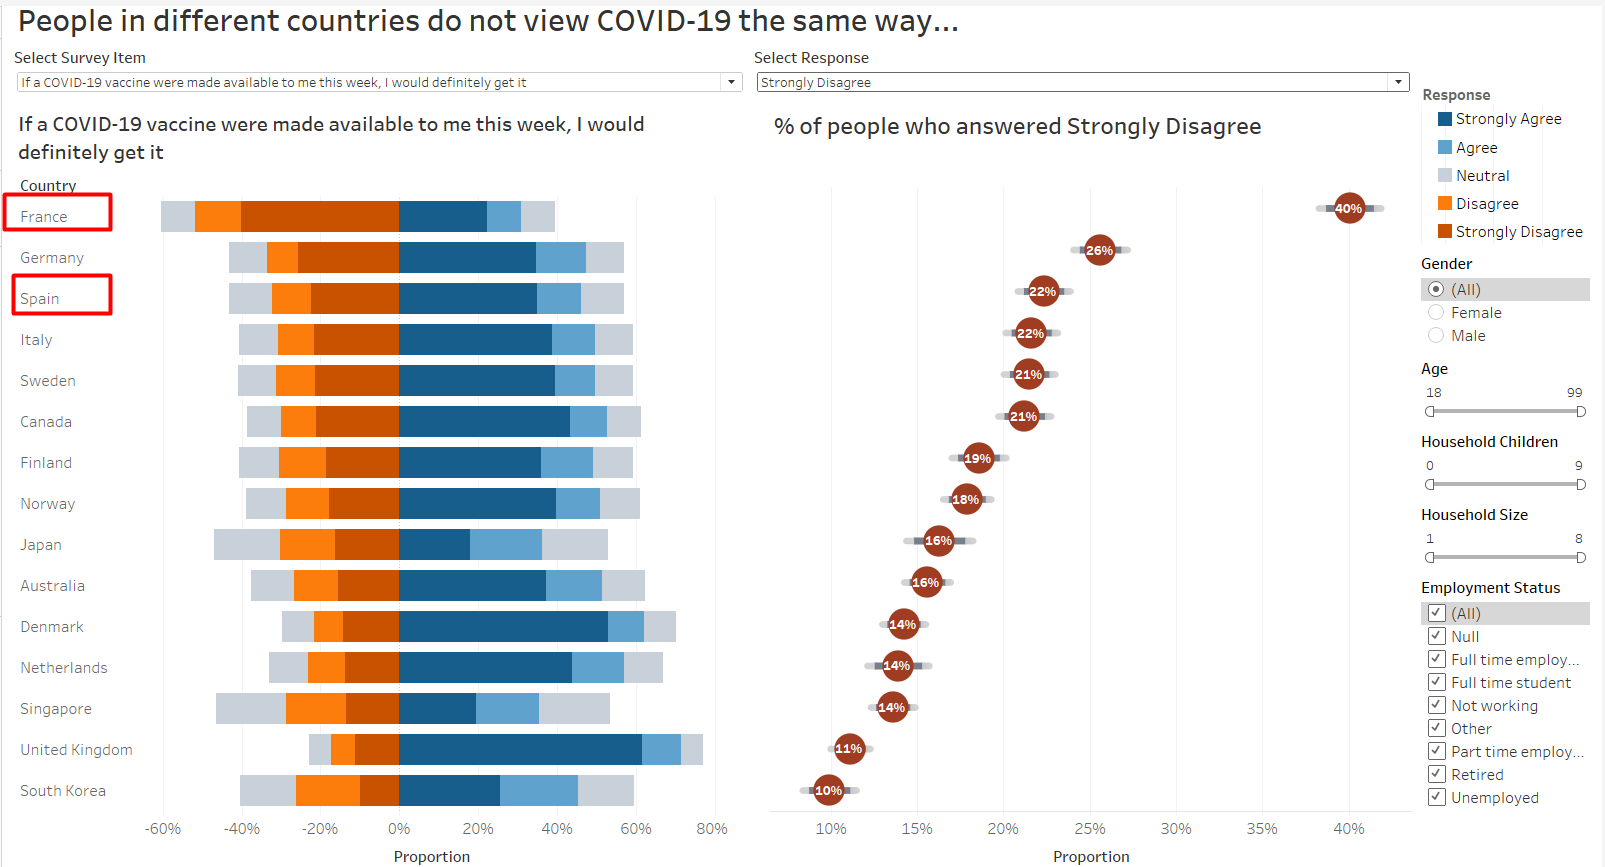 People in different countries do not view COVID-19 the same way...
Select Survey Item
If a COVID-19 vaccine were made available to me this week, I would definitely get it
Select Response
Strongly Disagree
If a COVID-19 vaccine were made available to me this week, I would
definitely get it
Country
France
Germany
Spain
Italy
Sweden
Canada
Finland
Norway
Japan
Australia
Denmark
Netherlands
Singapore
United Kingdom
South Korea
-60% -40% -20% 0% 20% 40% 60% 80%
Proportion
% of people who answered Strongly Disagree
40%
26%
22%
22%
21%
21%
19%
18%
16%
16%
14%
14%
14%
11%
10%
10% 15% 20% 25% 30% 35% 40%
Proportion
Response
Strongly Agree
Agree
Neutral
Disagree
Strongly Disagree
Gender
(All)
Female
Male
Age
18 99
Household Children
0 9
Household Size
1 8
Employment Status
(All)
Null
Full time employ...
Full time student
Not working
Other
Part time employ...
Retired
Unemployed